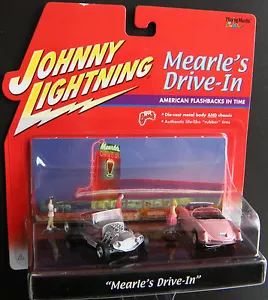 JOHNNY
LIGHTNING
Mearle's
Drive-In
AMERICAN FLASHBACKS IN TIME
• Die-cast metal body AND chassis
• Authentic life-like "rubber" tires
"Mearle's Drive-In"